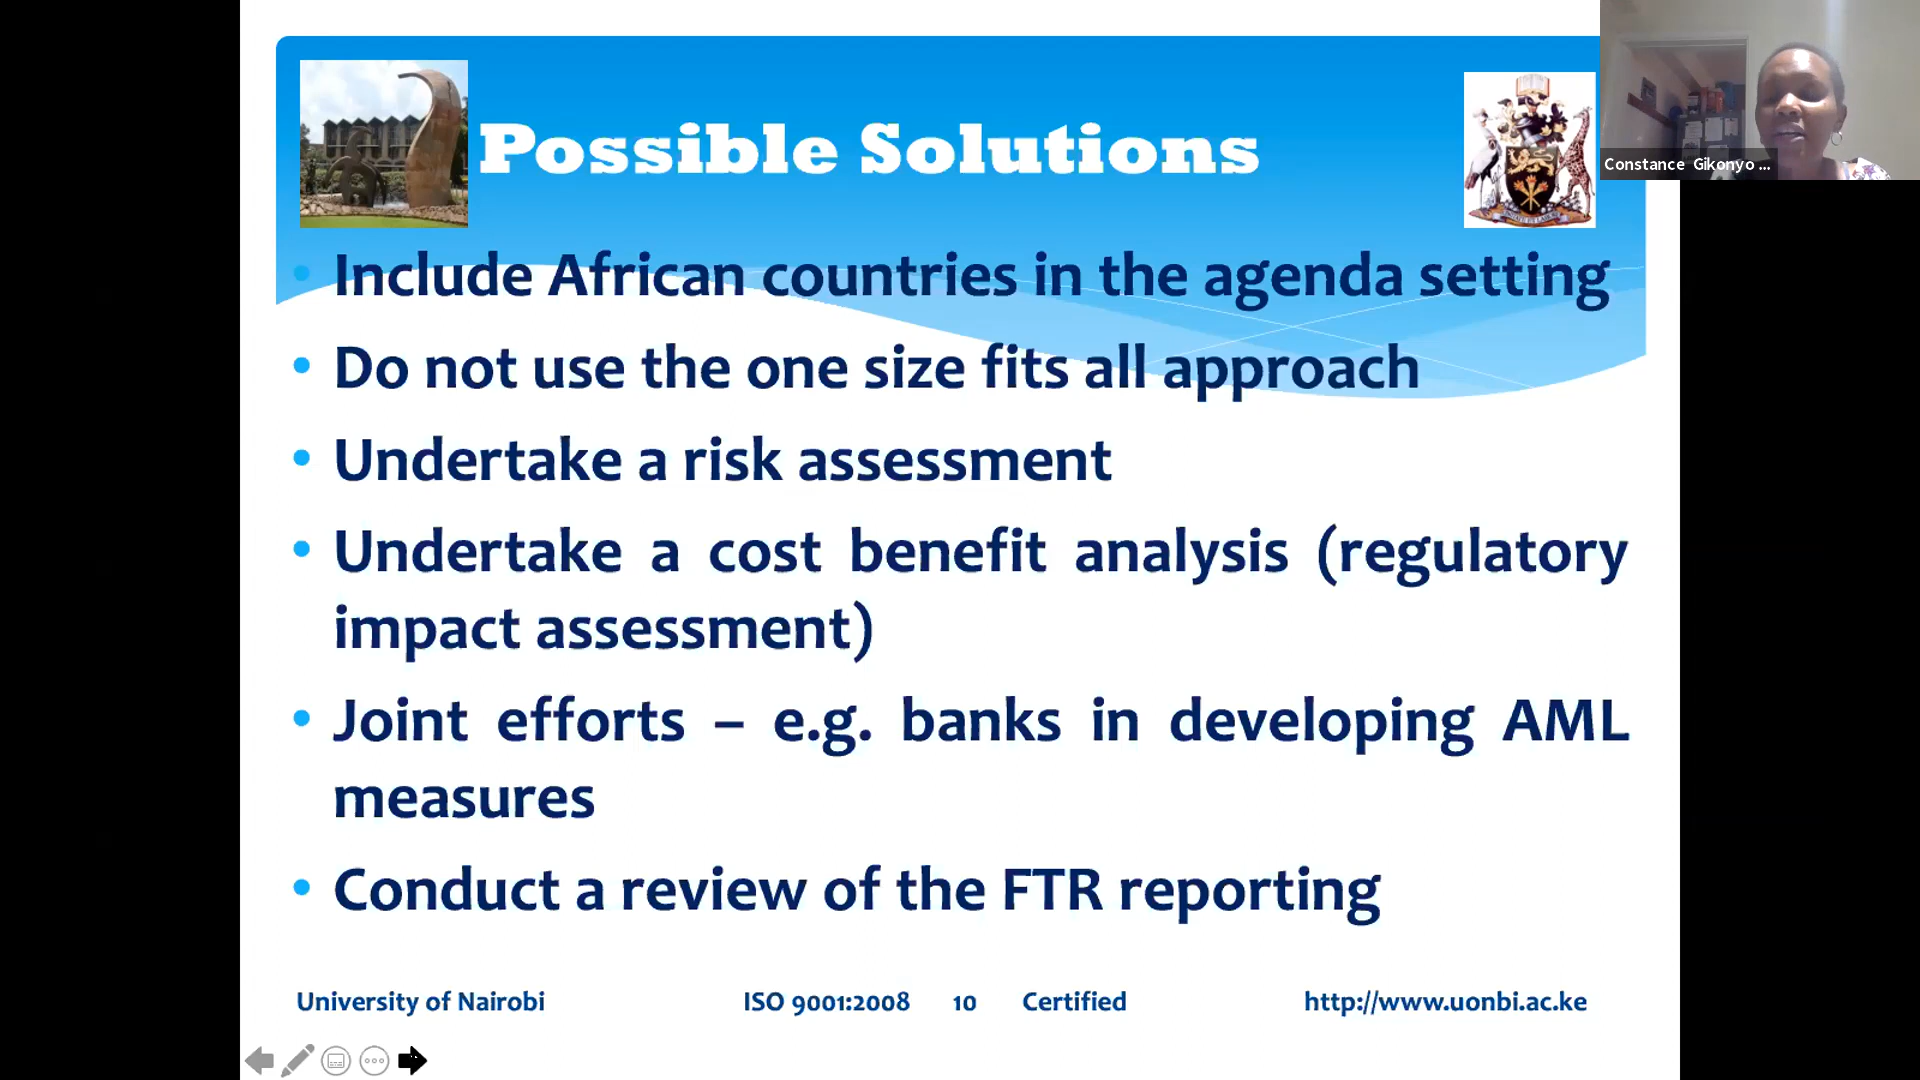 Possible Solutions
Constance Gikonyo ...
• Include African countries in the agenda setting
• Do not use the one size fits all approach
• Undertake a risk assessment
• Undertake a cost benefit analysis (regulatory
impact assessment)
• Joint efforts – e.g. banks in developing AML
measures
• Conduct a review of the FTR reporting
University of Nairobi ISO 9001:2008 10 Certified http://www.uonbi.ac.ke